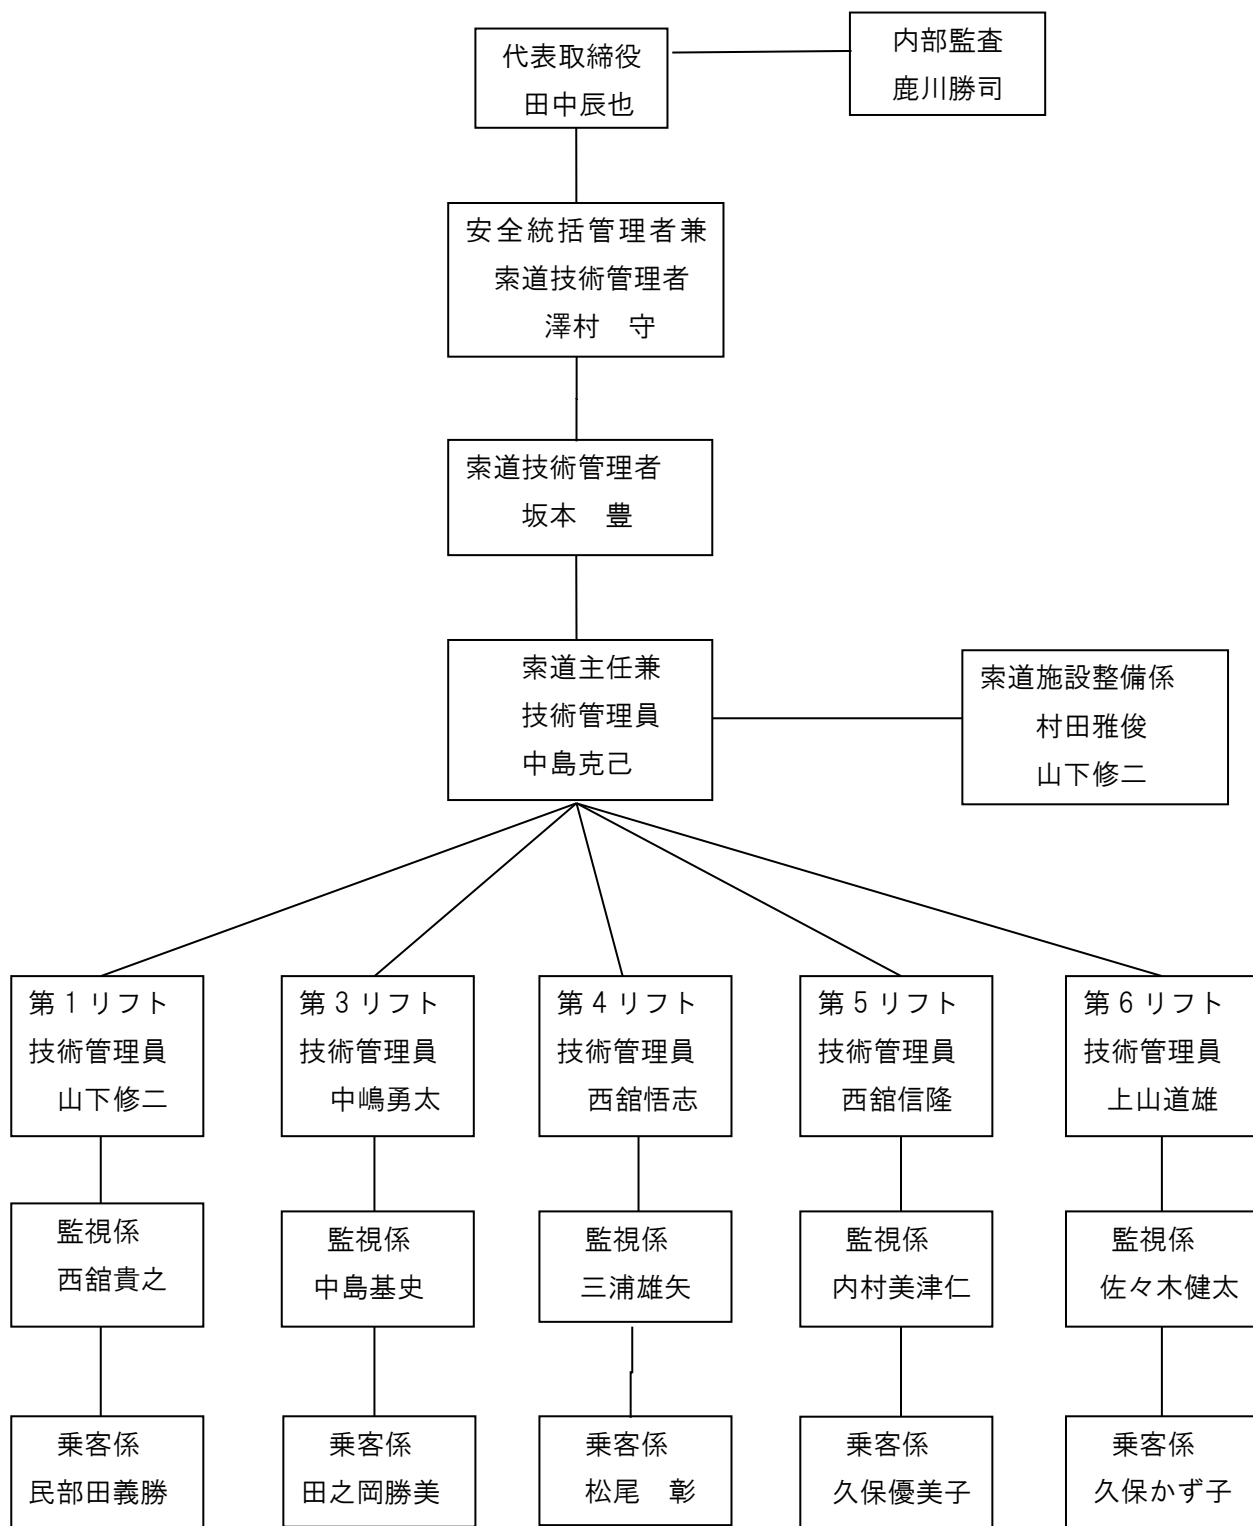 代表取締役
田中辰也
内部監査
鹿川勝司
安全統括管理者兼
索道技術管理者
澤村　守
索道技術管理者
坂本　豊
索道主任兼
技術管理員
中島克己
索道施設整備係
村田雅俊
山下修二
第1リフト
技術管理員
山下修二
第3リフト
技術管理員
中嶋勇太
第4リフト
技術管理員
西舘悟志
第5リフト
技術管理員
西舘信隆
第6リフト
技術管理員
上山道雄
監視係
西舘貴之
監視係
中島基史
監視係
三浦雄矢
監視係
内村美津仁
監視係
佐々木健太
乗客係
民部田義勝
乗客係
田之岡勝美
乗客係
松尾　彰
乗客係
久保優美子
乗客係
久保かず子